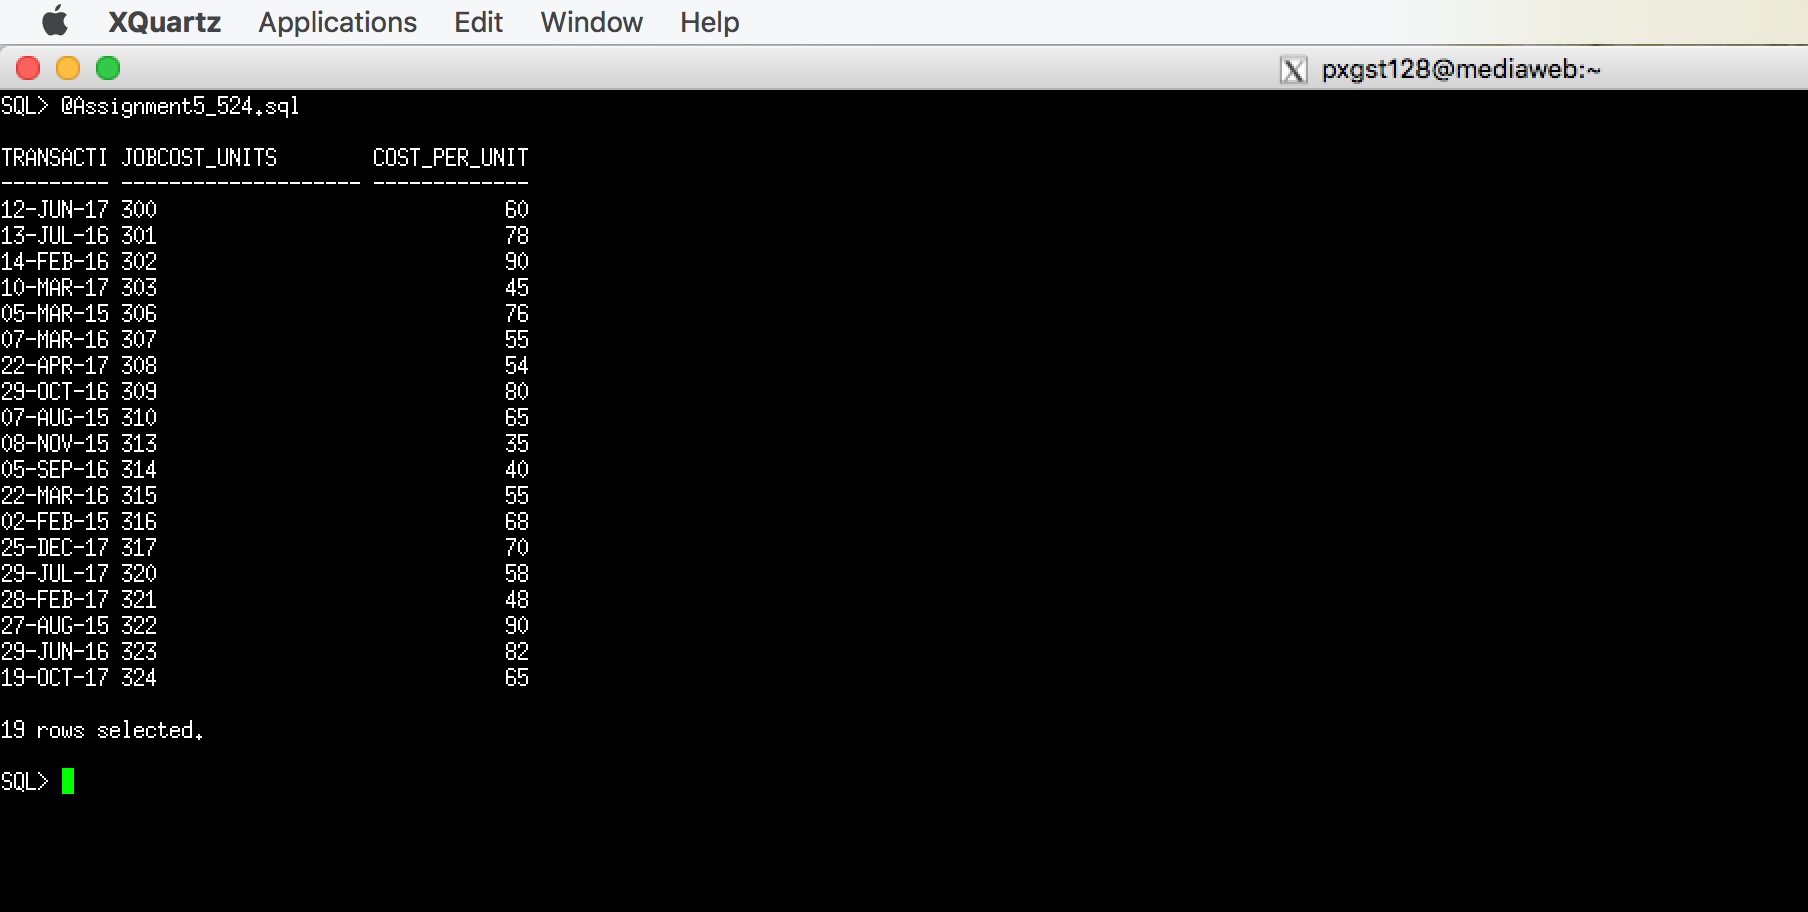 XQuartz Applications Edit Window Help
pxgst128@mediaweb:~
SQL> @Assignment5_524.sql
TRANSACTI JOBCOST_UNITS        COST_PER_UNIT
--------- -------------------- -------------
12-JUN-17 300                             60
13-JUL-16 301                             78
14-FEB-16 302                             90
10-MAR-17 303                             45
05-MAR-15 306                             76
07-MAR-16 307                             55
22-APR-17 308                             54
29-OCT-16 309                             80
07-AUG-15 310                             65
08-NOV-15 313                             35
05-SEP-16 314                             40
22-MAR-16 315                             55
02-FEB-15 316                             68
25-DEC-17 317                             70
29-JUL-17 320                             58
28-FEB-17 321                             48
27-AUG-15 322                             90
29-JUN-16 323                             82
19-OCT-17 324                             65
19 rows selected.
SQL>